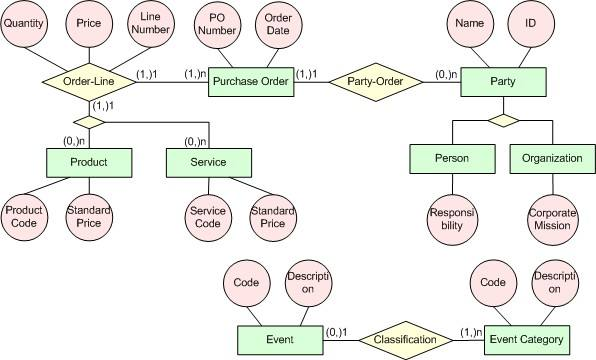 Quantity
Price
Line
Number
PO
Number
Order
Date
Name
ID
Order-Line
(1,)1
(1,)n
Purchase Order
(1,)1
Party-Order
(0,)n
Party
(1,)1
(0,)n
(0,)n
Product
Service
Person
Organization
Product
Code
Standard
Price
Service
Code
Standard
Price
Responsi
bility
Corporate
Mission
Code
Descripti
on
Code
Descripti
on
Event
(0,)1
Classification
(1,)n
Event Category